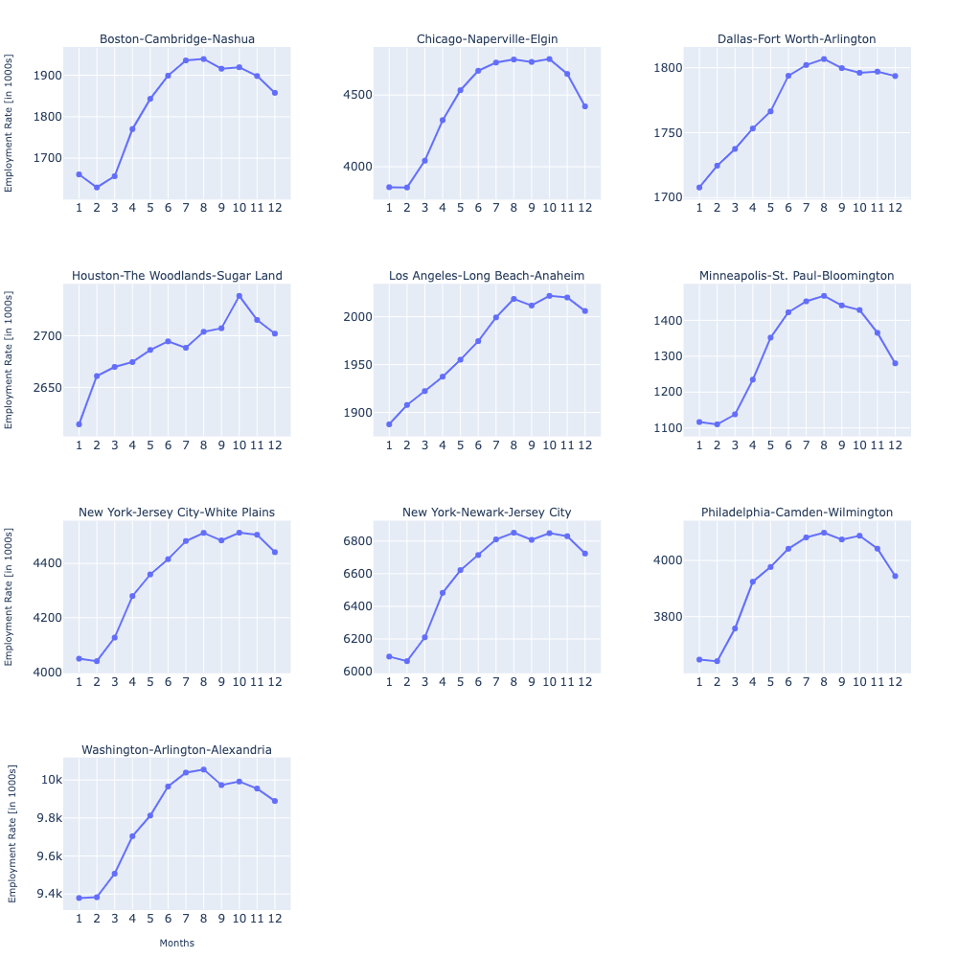 Boston-Cambridge-Nashua
Chicago-Naperville-Elgin
Dallas-Fort Worth-Arlington
Employment Rate [in 1000s]
1900
1800
1700
1 2 3 4 5 6 7 8 9 10 11 12
4500
4000
1 2 3 4 5 6 7 8 9 10 11 12
1800
1750
1700
1 2 3 4 5 6 7 8 9 10 11 12
Houston-The Woodlands-Sugar Land
Los Angeles-Long Beach-Anaheim
Minneapolis-St. Paul-Bloomington
Employment Rate [in 1000s]
2700
2650
1 2 3 4 5 6 7 8 9 10 11 12
2000
1950
1900
1 2 3 4 5 6 7 8 9 10 11 12
1400
1300
1200
1100
1 2 3 4 5 6 7 8 9 10 11 12
New York-Jersey City-White Plains
New York-Newark-Jersey City
Philadelphia-Camden-Wilmington
Employment Rate [in 1000s]
4400
4200
4000
1 2 3 4 5 6 7 8 9 10 11 12
6800
6600
6400
6200
6000
1 2 3 4 5 6 7 8 9 10 11 12
4000
3800
1 2 3 4 5 6 7 8 9 10 11 12
Washington-Arlington-Alexandria
Employment Rate [in 1000s]
10k
9.8k
9.6k
9.4k
1 2 3 4 5 6 7 8 9 10 11 12
Months